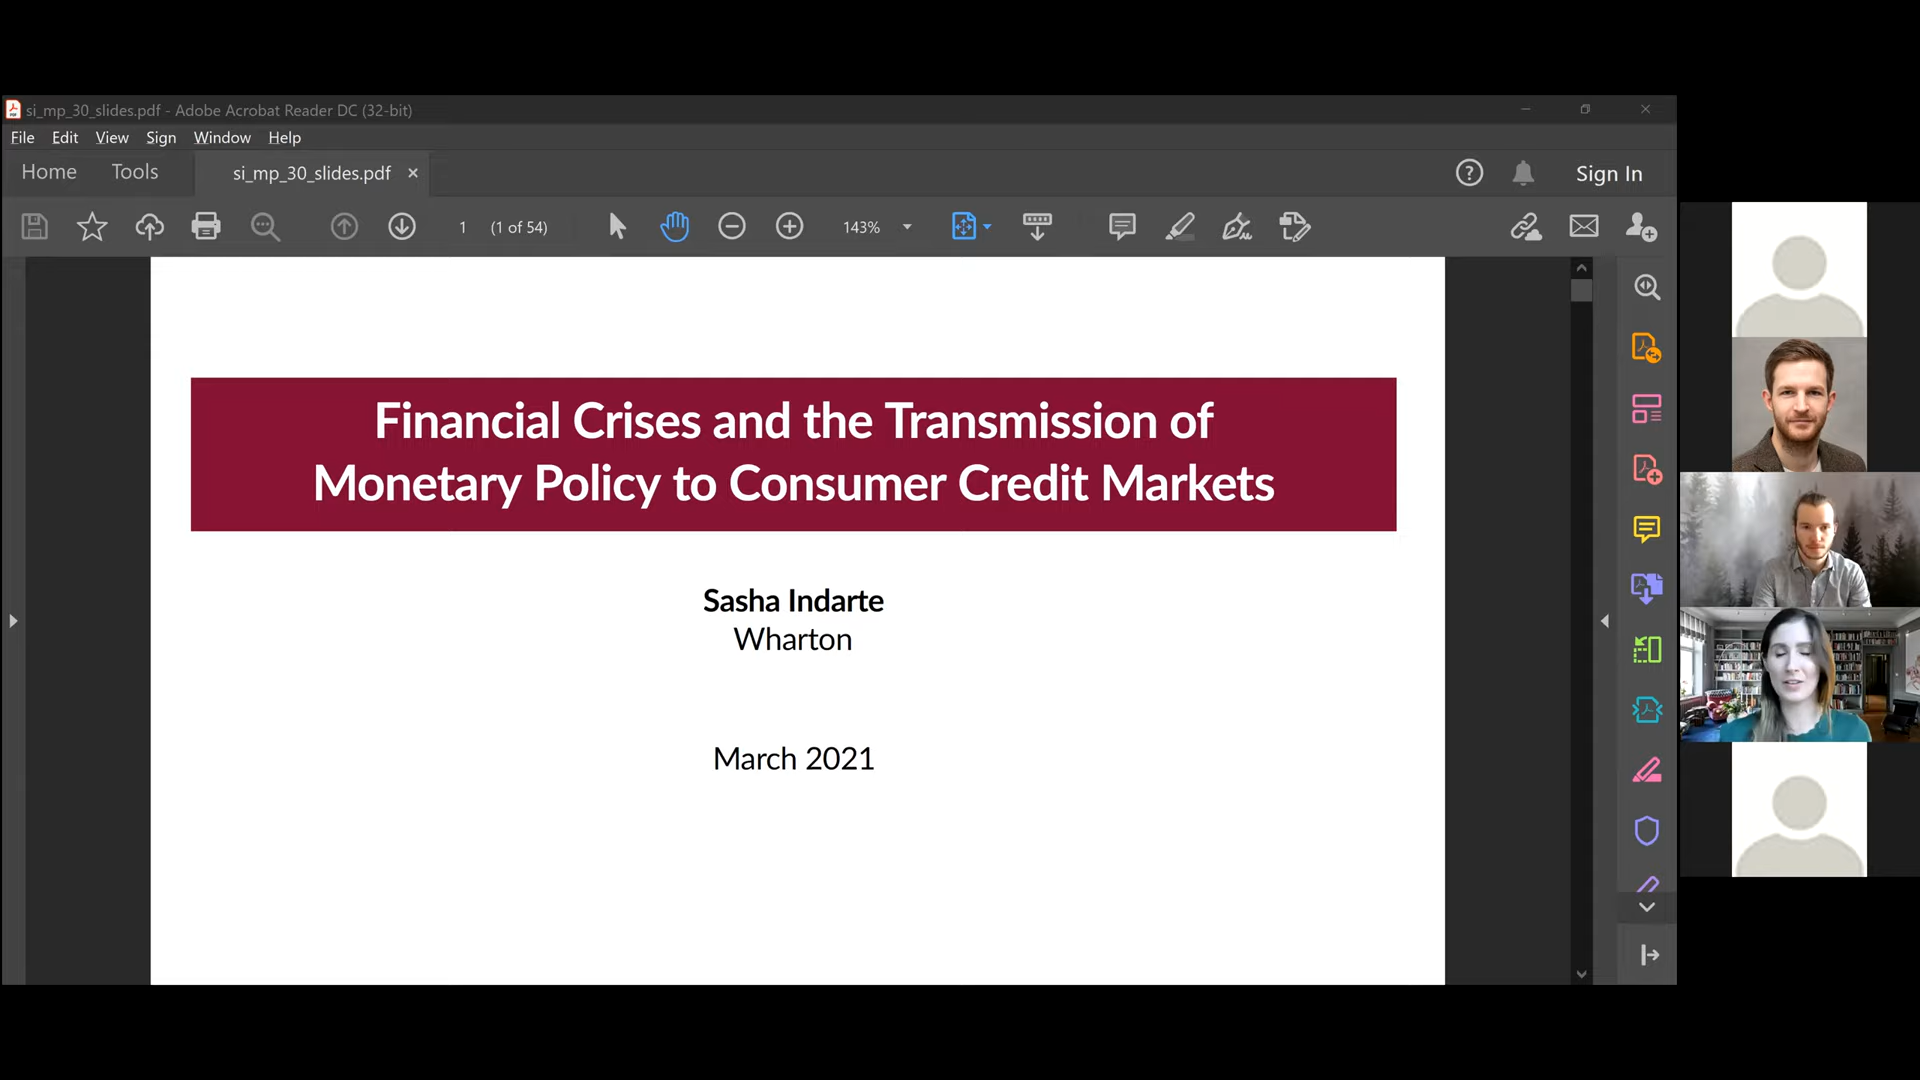 si_mp_30_slides.pdf - Adobe Acrobat Reader DC (32-bit)
File Edit View Sign Window Help
Home Tools si_mp_30_slides.pdf × Sign In
1 (1 of 54) 143%
Financial Crises and the Transmission of
Monetary Policy to Consumer Credit Markets
Sasha Indarte
Wharton
March 2021